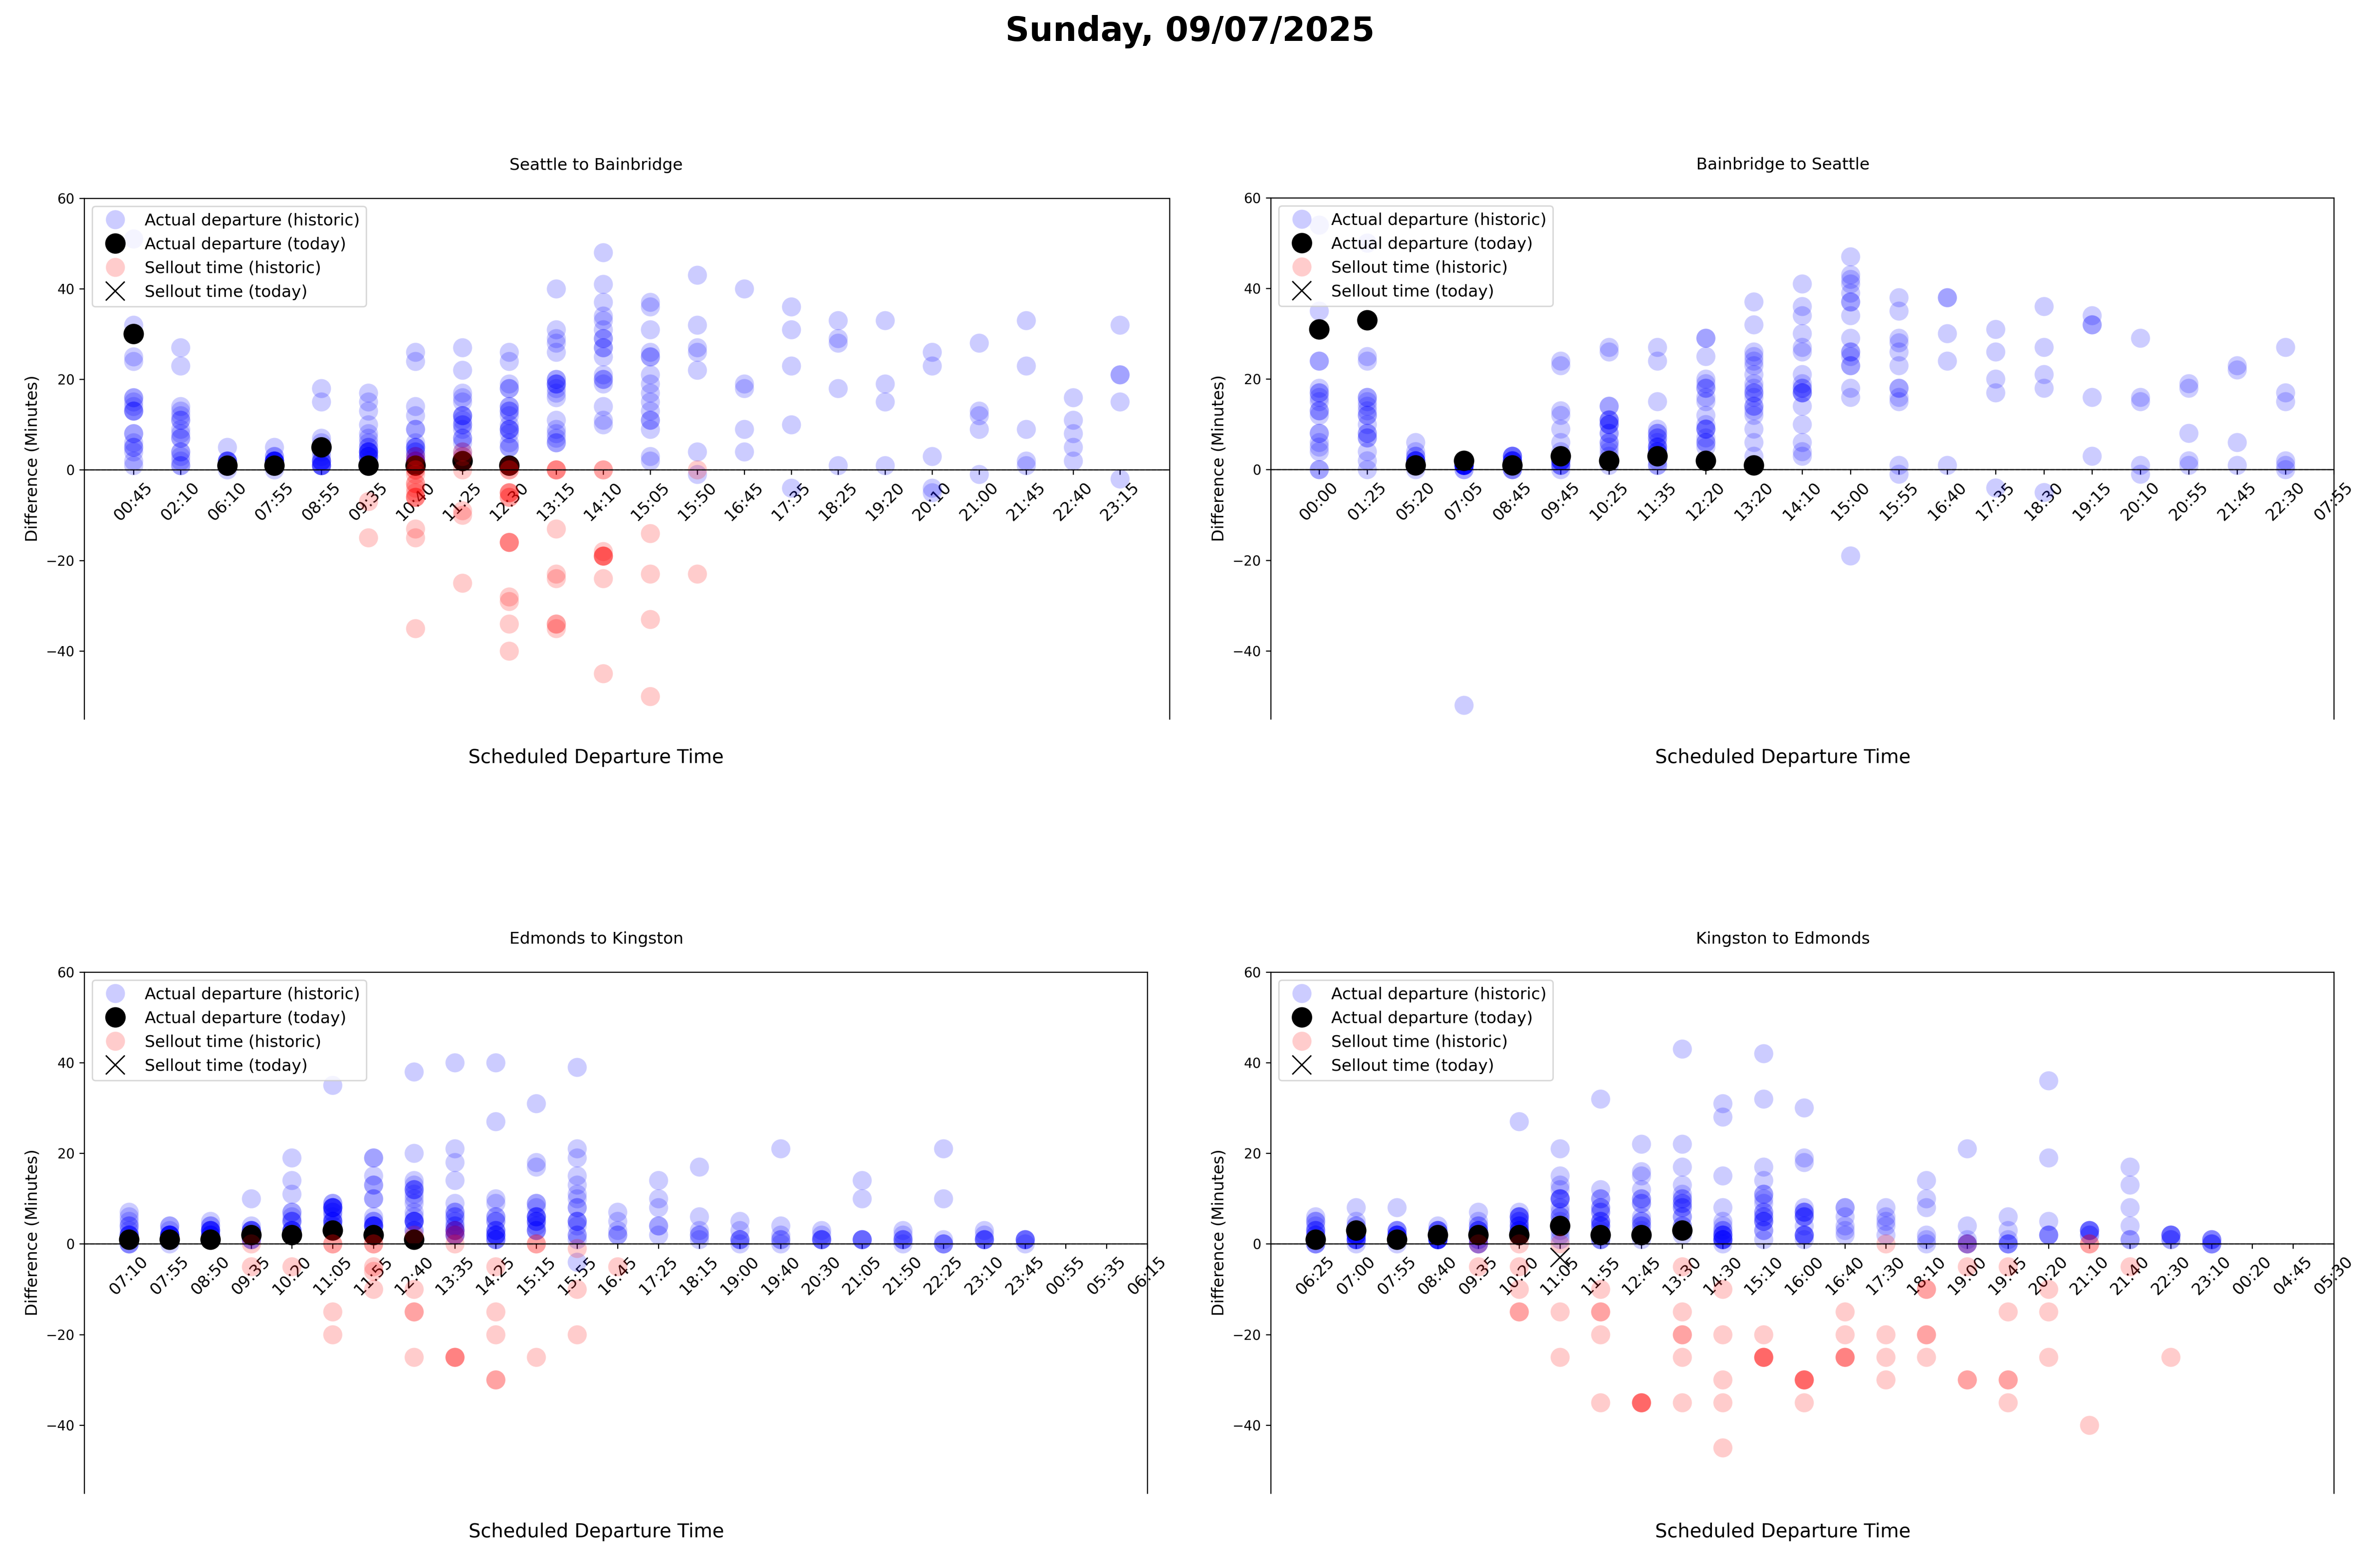 Sunday, 09/07/2025
Seattle to Bainbridge
Difference (Minutes)
60
40
20
0
−20
−40
Actual departure (historic)
Actual departure (today)
Sellout time (historic)
Sellout time (today)
00:45 02:10 06:10 07:55 08:55 09:35 10:40 11:25 12:30 13:15 14:10 15:05 15:50 16:45 17:35 18:25 19:20 20:10 21:00 21:45 22:40 23:15
Scheduled Departure Time
Bainbridge to Seattle
Difference (Minutes)
60
40
20
0
−20
−40
Actual departure (historic)
Actual departure (today)
Sellout time (historic)
Sellout time (today)
00:00 01:25 05:20 07:05 08:45 09:45 10:25 11:35 12:20 13:20 14:10 15:00 15:55 16:40 17:35 18:30 19:15 20:10 20:55 21:45 22:30 07:55
Scheduled Departure Time
Edmonds to Kingston
Difference (Minutes)
60
40
20
0
−20
−40
Actual departure (historic)
Actual departure (today)
Sellout time (historic)
Sellout time (today)
07:10 07:55 08:50 09:35 10:20 11:05 11:55 12:40 13:35 14:25 15:15 15:55 16:45 17:25 18:15 19:00 19:40 20:30 21:05 21:50 22:25 23:10 23:45 00:55 05:35 06:15
Scheduled Departure Time
Kingston to Edmonds
Difference (Minutes)
60
40
20
0
−20
−40
Actual departure (historic)
Actual departure (today)
Sellout time (historic)
Sellout time (today)
06:25 07:00 07:55 08:40 09:35 10:20 11:05 11:55 12:45 13:30 14:30 15:10 16:00 16:40 17:30 18:10 19:00 19:45 20:20 21:10 21:40 22:30 23:10 00:20 04:45 05:30
Scheduled Departure Time